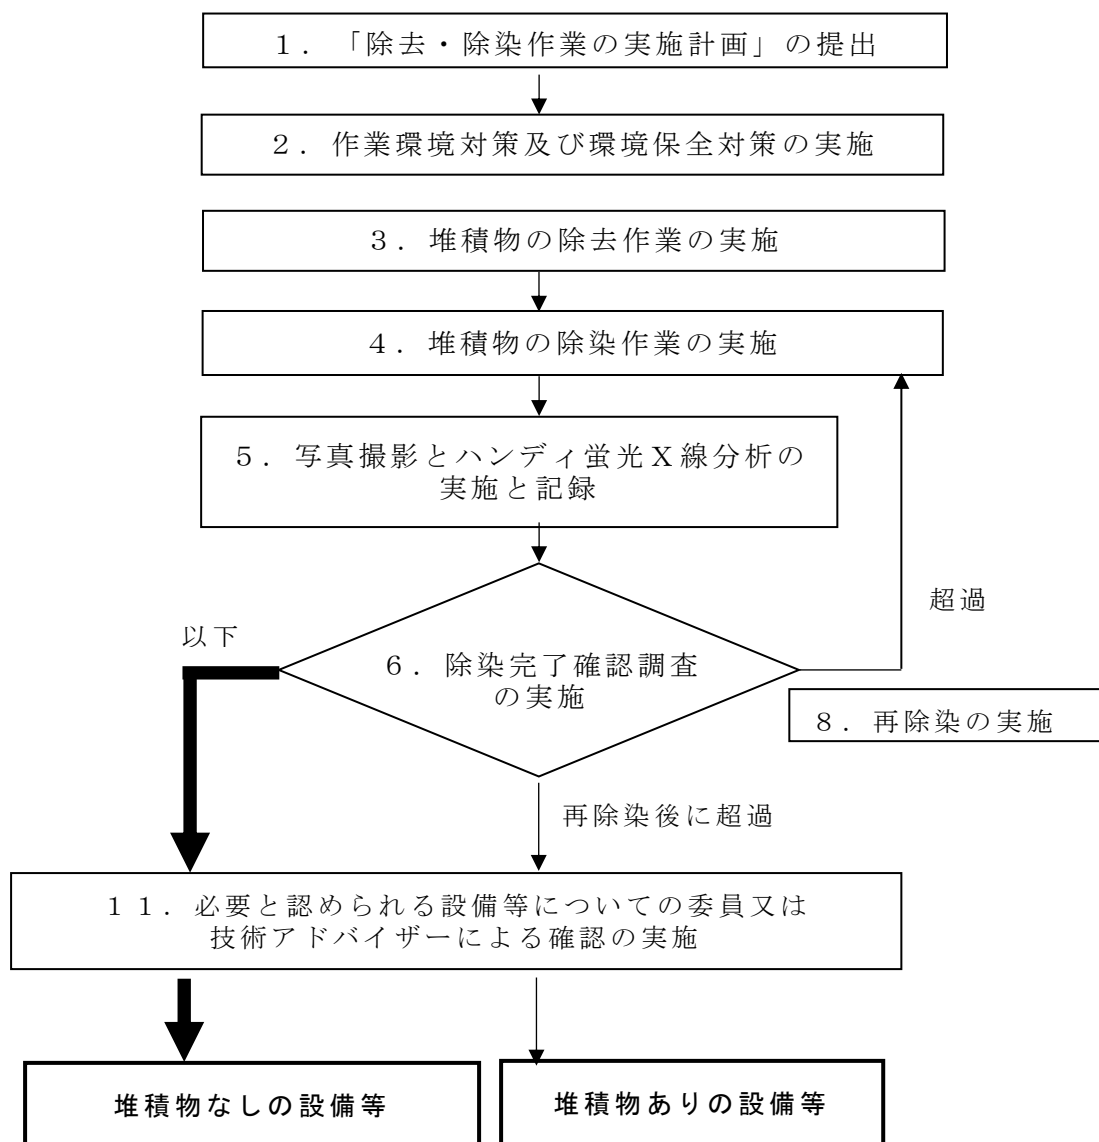 １．「除去・除染作業の実施計画」の提出
２．作業環境対策及び環境保全対策の実施
３．堆積物の除去作業の実施
４．堆積物の除染作業の実施
５．写真撮影とハンディ蛍光Ｘ線分析の
実施と記録
超過
以下
６．除染完了確認調査
の実施
８．再除染の実施
再除染後に超過
１１．必要と認められる設備等についての委員又は
技術アドバイザーによる確認の実施
堆積物なしの設備等
堆積物ありの設備等